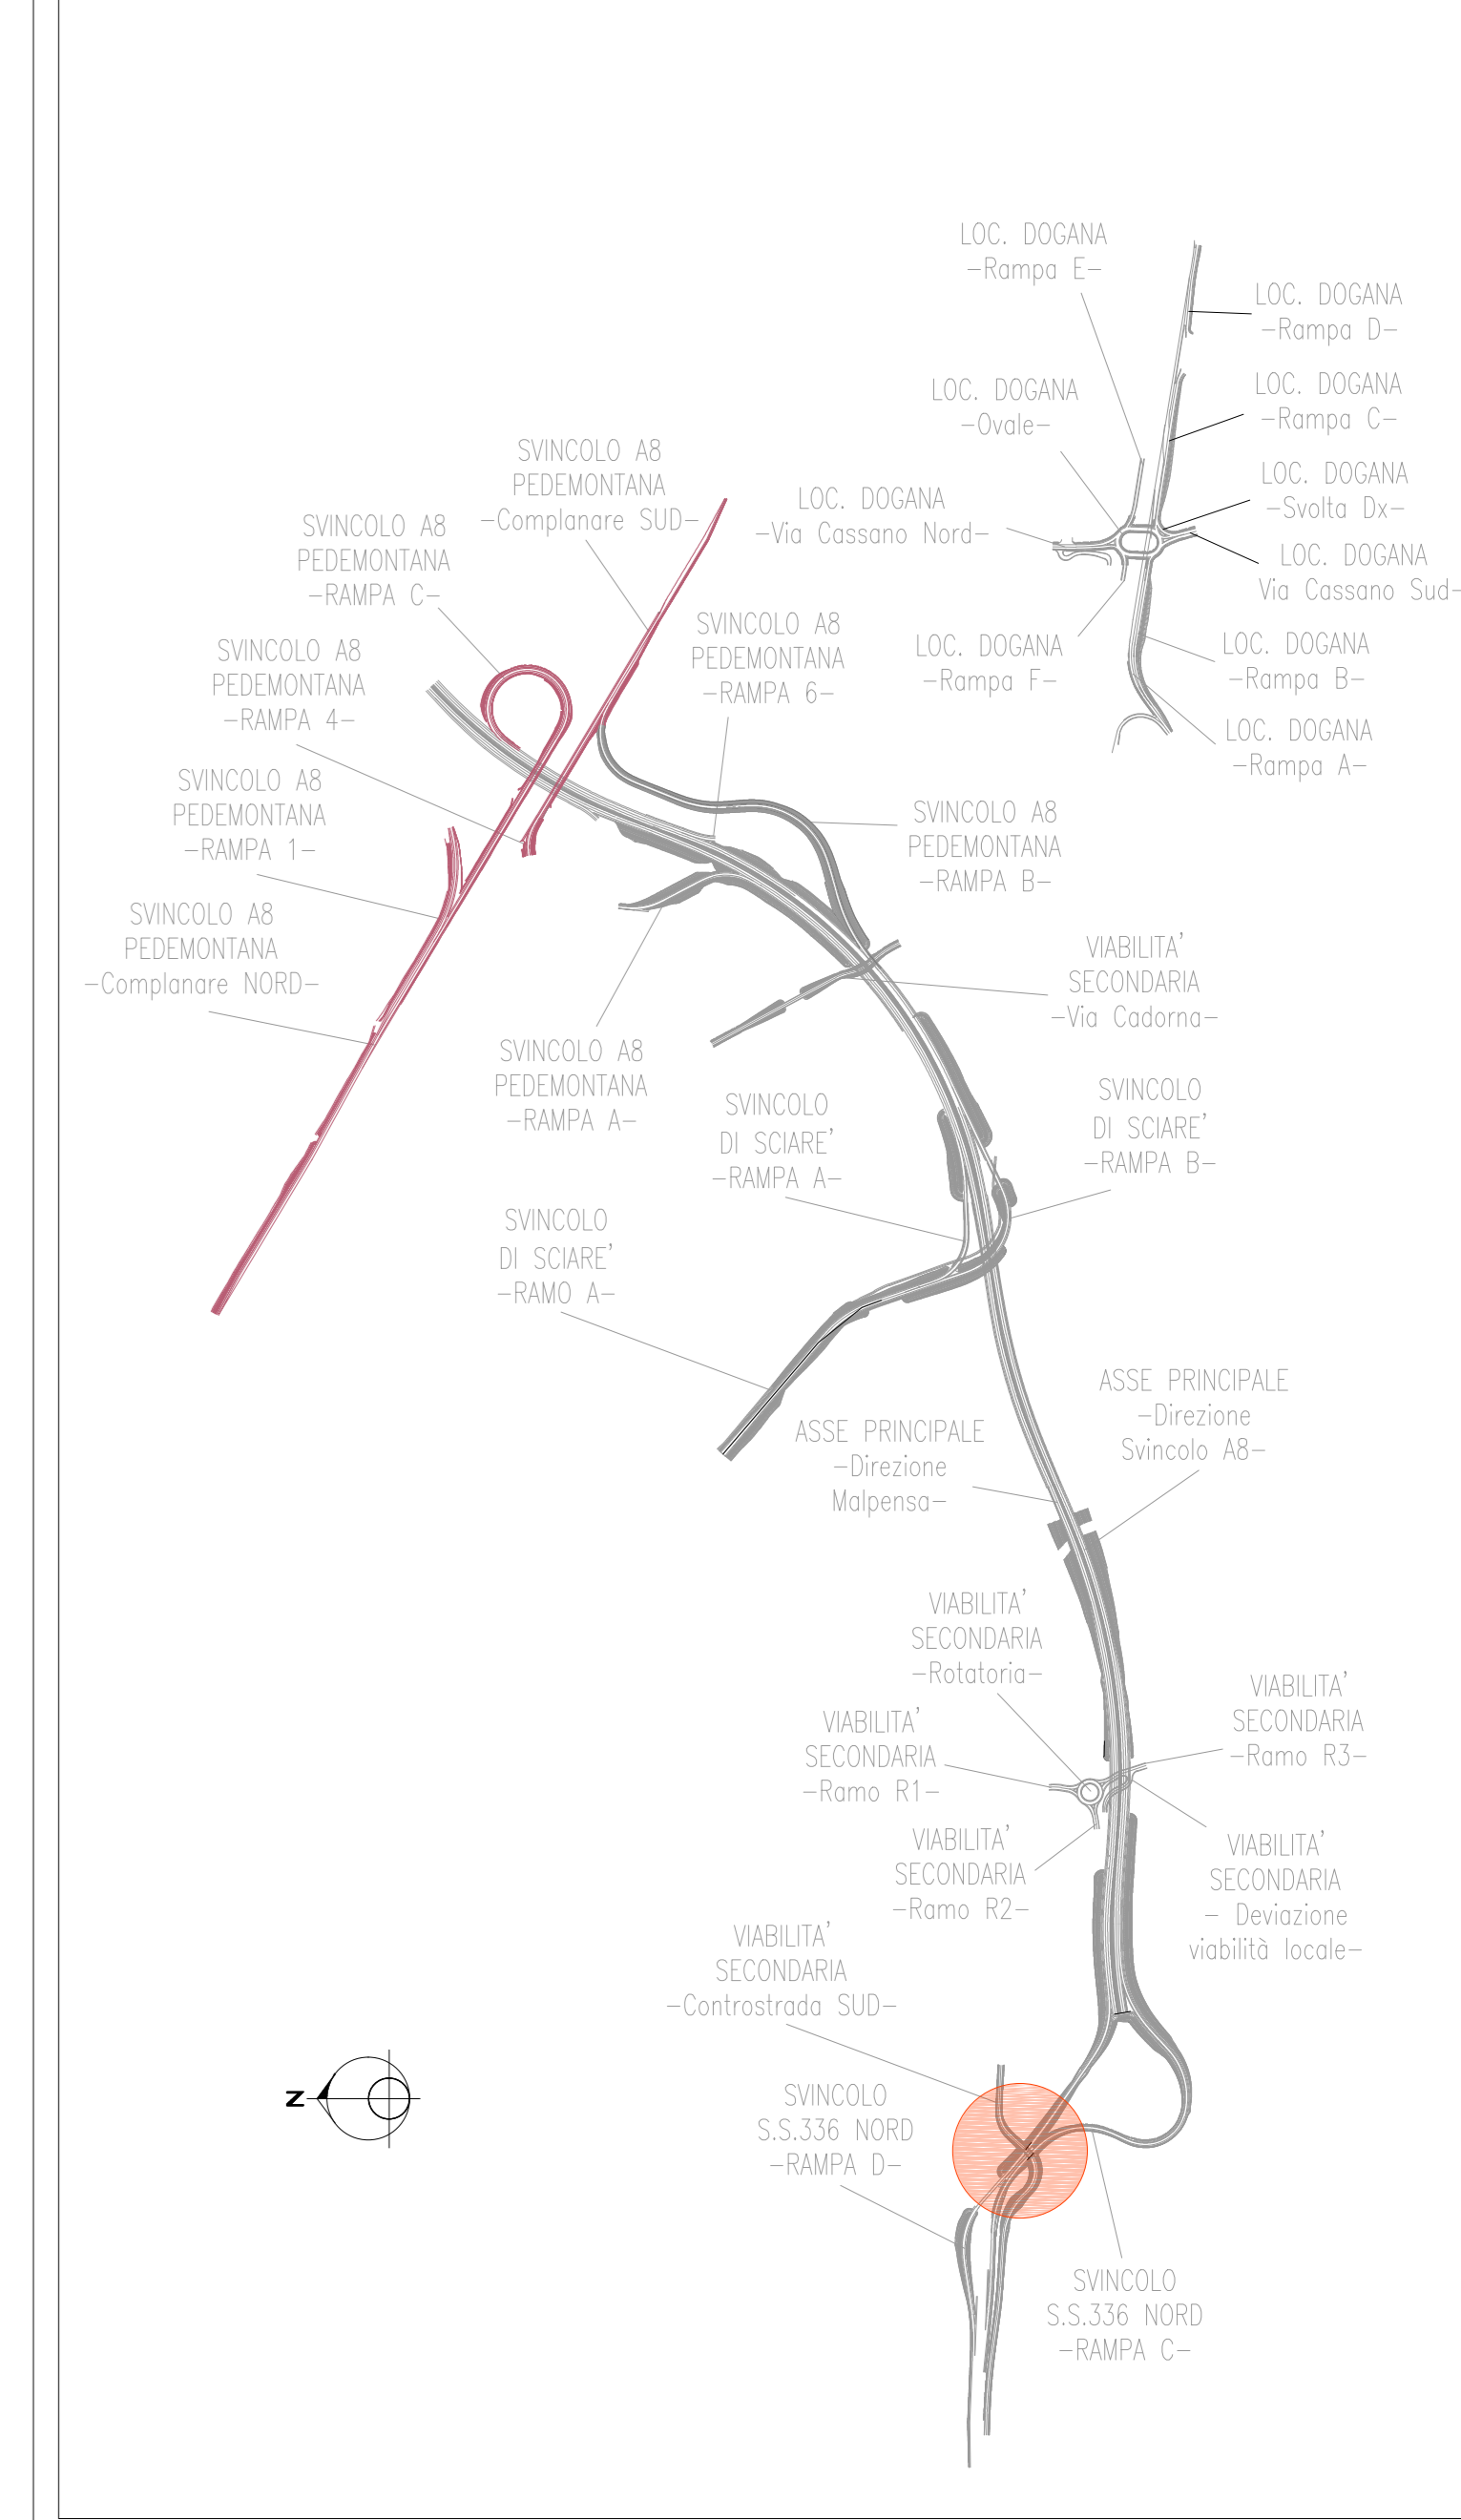 LOC. DOGANA
-Rampa E-
LOC. DOGANA
-Rampa D-
LOC. DOGANA
-Ovale-
LOC. DOGANA
-Rampa C-
SVINCOLO A8
PEDEMONTANA
-Complanare SUD-
LOC. DOGANA
-Svolta Dx-
LOC. DOGANA
-Via Cassano Nord-
SVINCOLO A8
PEDEMONTANA
-RAMPA C-
LOC. DOGANA
Via Cassano Sud-
SVINCOLO A8
PEDEMONTANA
-RAMPA 6-
SVINCOLO A8
PEDEMONTANA
-RAMPA 4-
LOC. DOGANA
-Rampa F-
LOC. DOGANA
-Rampa B-
LOC. DOGANA
-Rampa A-
SVINCOLO A8
PEDEMONTANA
-RAMPA 1-
SVINCOLO A8
PEDEMONTANA
-RAMPA B-
SVINCOLO A8
PEDEMONTANA
-Complanare NORD-
VIABILITA'
SECONDARIA
-Via Cadorna-
SVINCOLO A8
PEDEMONTANA
-RAMPA A-
SVINCOLO
DI SCIARE'
-RAMPA A-
SVINCOLO
DI SCIARE'
-RAMPA B-
SVINCOLO
DI SCIARE'
-RAMO A-
ASSE PRINCIPALE
-Direzione
Svincolo A8-
ASSE PRINCIPALE
-Direzione
Malpensa-
VIABILITA'
SECONDARIA
-Rotatoria-
VIABILITA'
SECONDARIA
-Ramo R3-
VIABILITA'
SECONDARIA
-Ramo R1-
VIABILITA'
SECONDARIA
-Ramo R2-
VIABILITA'
SECONDARIA
- Deviazione
viabilità locale-
VIABILITA'
SECONDARIA
-Controstrada SUD-
N
SVINCOLO
S.S.336 NORD
-RAMPA D-
SVINCOLO
S.S.336 NORD
-RAMPA C-